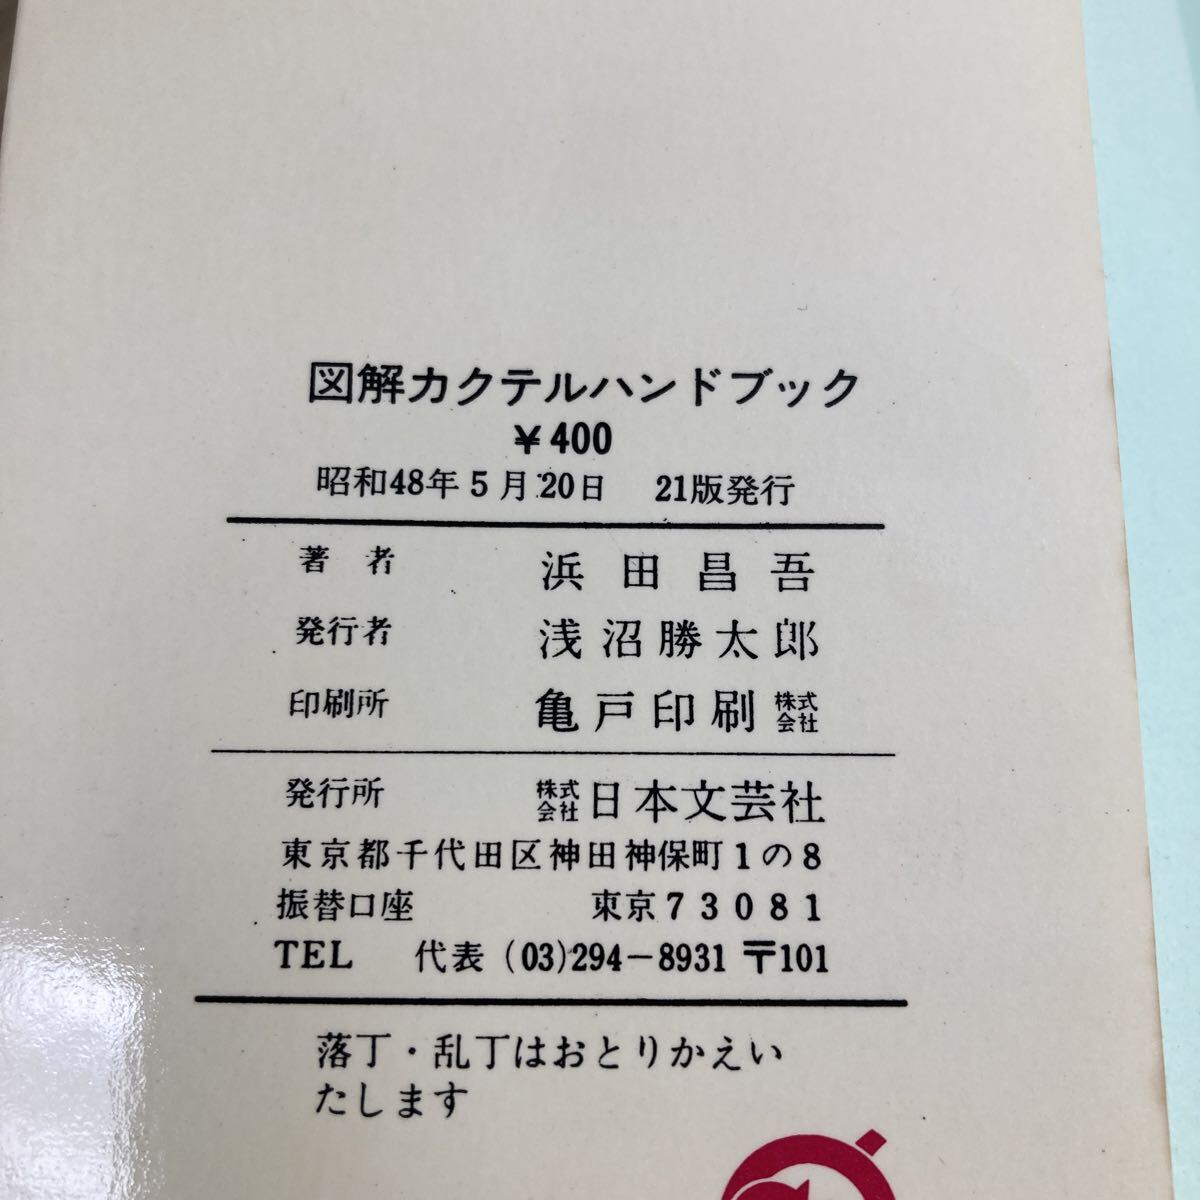 図解カクテルハンドブック
¥400
昭和48年5月20日 21版発行
著者 浜田昌吾
発行者 浅沼勝太郎
印刷所 亀戸印刷株式会社
発行所 株式会社日本文芸社
東京都千代田区神田神保町1の8
振替口座 東京73081
TEL 代表(03)294-8931 〒101
落丁・乱丁はおとりかえい
たします